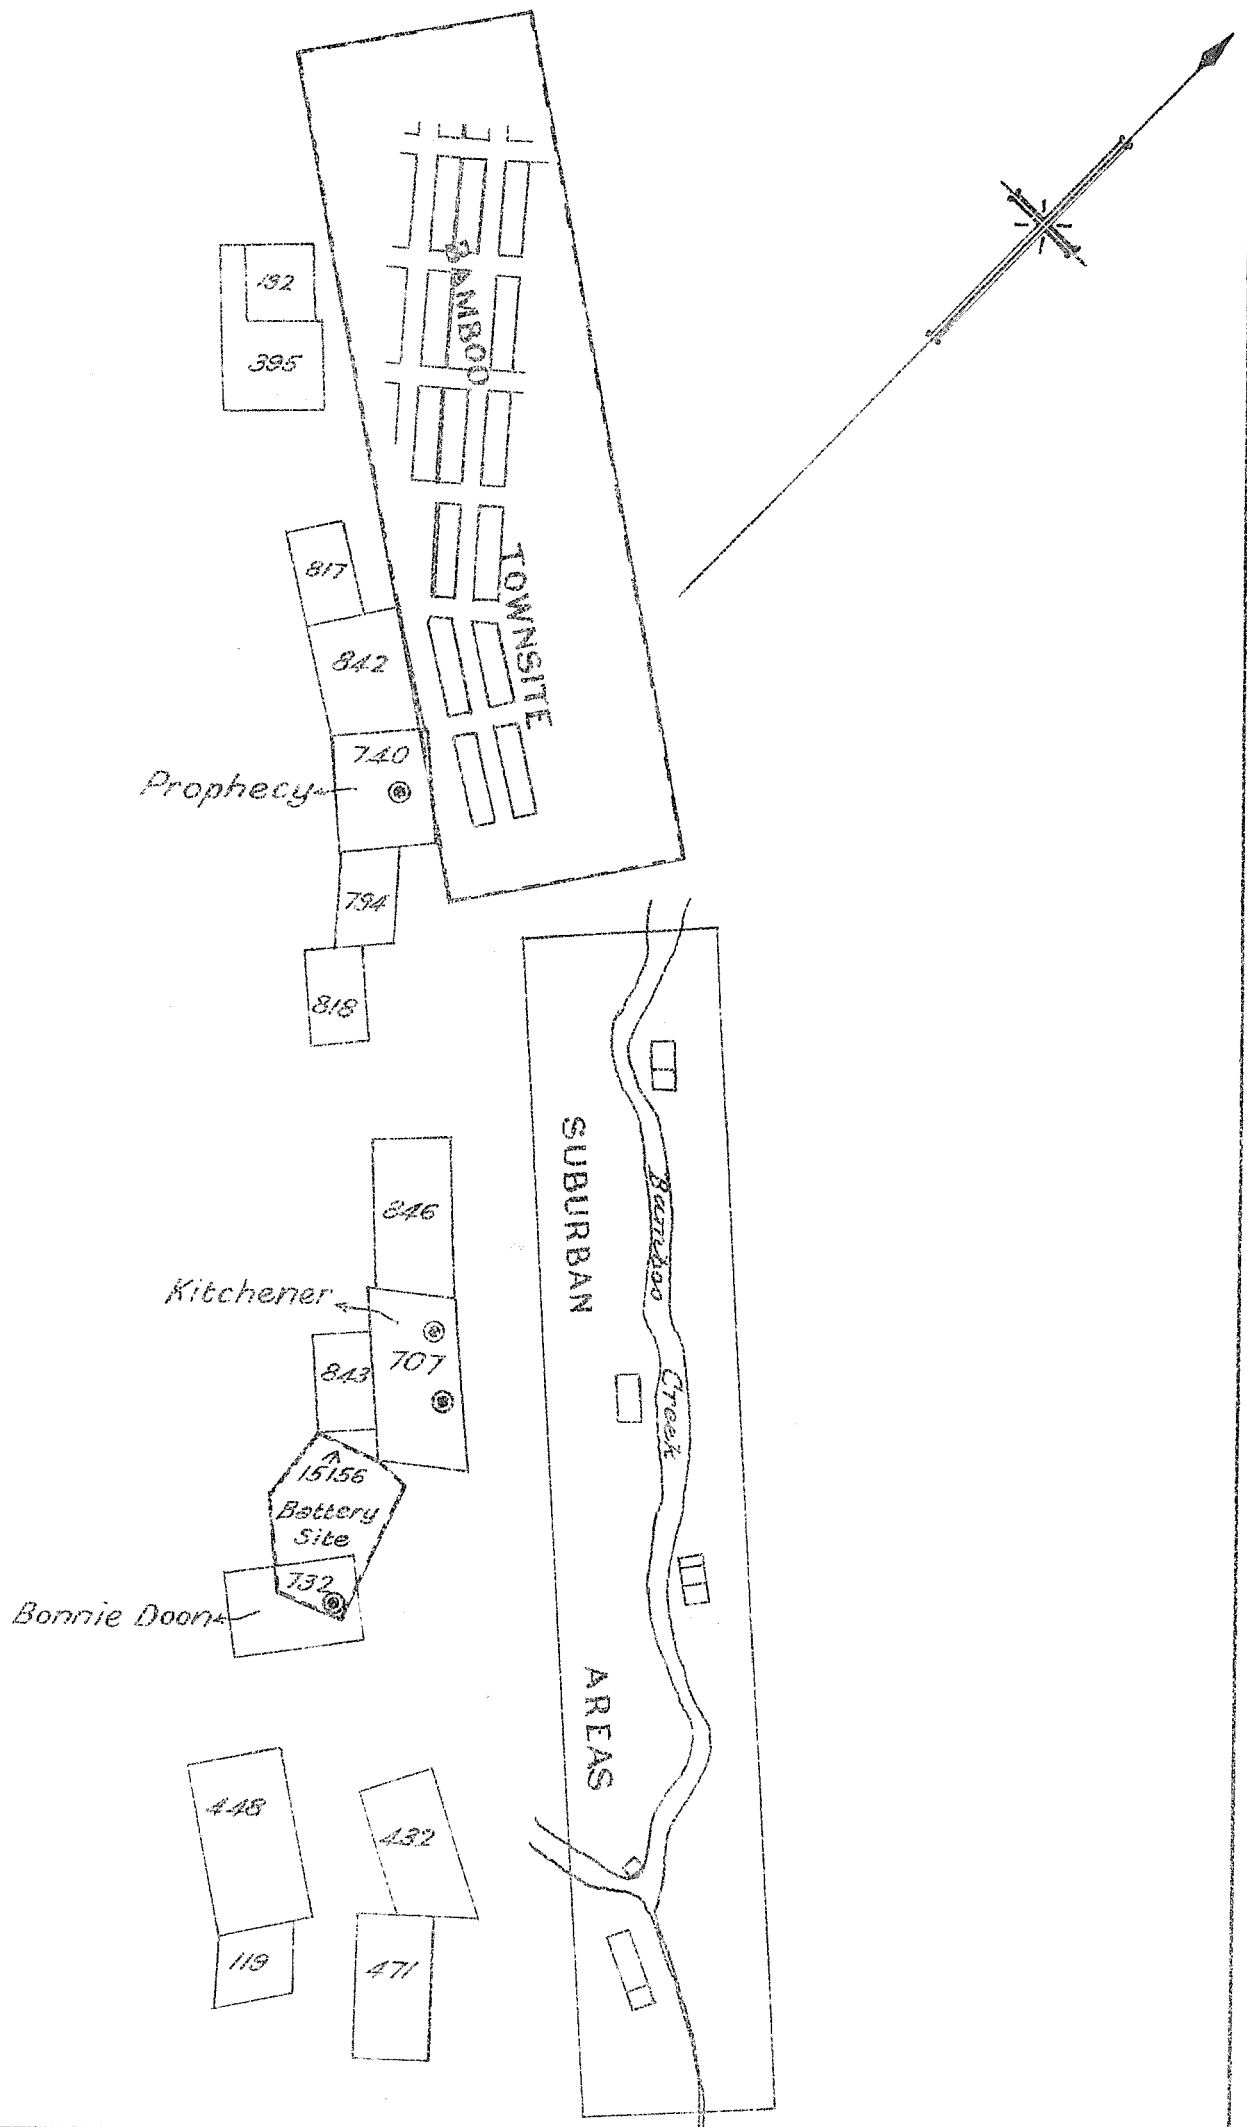 BAMBOO
TOWNSITE
132
395
817
842
740
Prophecy
794
818
SUBURBAN
AREAS
Bamboo
Creek
846
Kitchener
707
843
15156
Battery
Site
732
Bonnie Doon
448
432
119
471